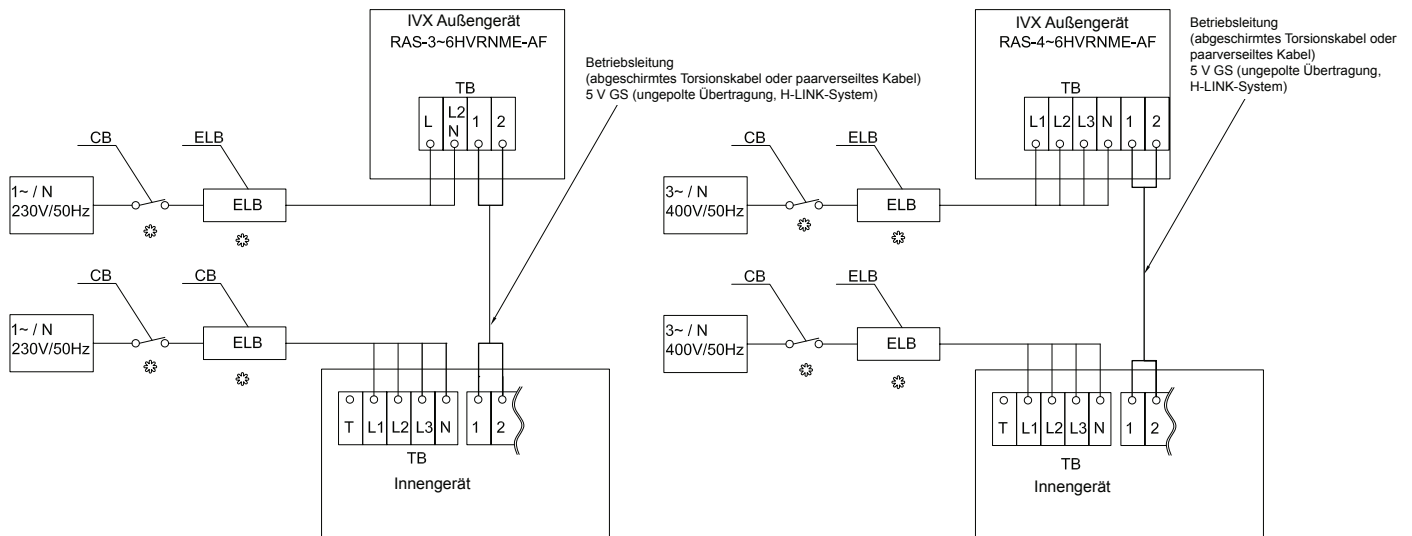 IVX Außengerät
RAS-3~6HVRNME-AF
TB
L
L2
N
1
2
Betriebsleitung
(abgeschirmtes Torsionskabel oder paarverseiltes Kabel)
5 V GS (ungepolte Übertragung, H-LINK-System)
CB
ELB
1~ / N
230V/50Hz
ELB
CB
CB
1~ / N
230V/50Hz
ELB
T
L1
L2
L3
N
1
2
TB
Innengerät
IVX Außengerät
RAS-4~6HVRNME-AF
TB
L1
L2
L3
N
1
2
Betriebsleitung
(abgeschirmtes Torsionskabel oder
paarverseiltes Kabel)
5 V GS (ungepolte Übertragung,
H-LINK-System)
CB
ELB
3~ / N
400V/50Hz
ELB
CB
ELB
3~ / N
400V/50Hz
ELB
T
L1
L2
L3
N
1
2
TB
Innengerät